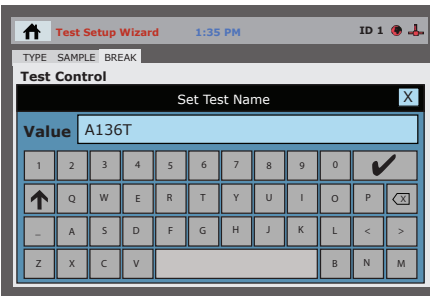 Test Setup Wizard 1:35 PM ID 1
TYPE SAMPLE BREAK
Test Control
Set Test Name X
Value A136T
1 2 3 4 5 6 7 8 9 0
Q W E R T Y U I O P X
_ A S D F G H J K L < >
Z X C V B N M